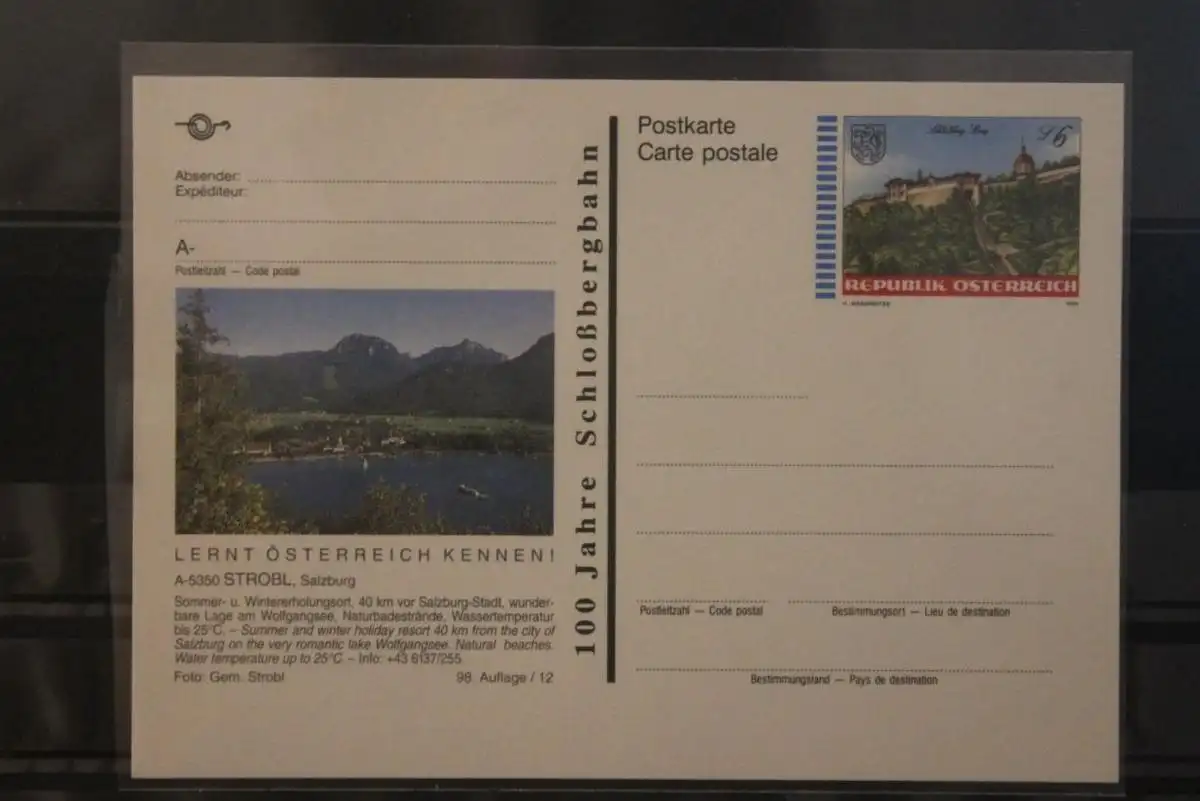 Absender:
Expéditeur:
A-
Postleitzahl — Code postal
LERNT ÖSTERREICH KENNEN!
A-5350 STROBL, Salzburg
Sommer- u. Wintererholungsort, 40 km vor Salzburg-Stadt, wunder-
bare Lage am Wolfgangsee, Naturbadestrände, Wassertemperatur
bis 25°C. – Summer and winter holiday resort 40 km from the city of
Salzburg on the very romantic lake Wolfgangsee. Natural beaches.
Water temperature up to 25°C – Info: +43 6137/255
Foto: Gem. Strobl 98. Auflage / 12
100 Jahre Schloßbergbahn
Postkarte
Carte postale
S 6
REPUBLIK ÖSTERREICH
Postleitzahl — Code postal
Bestimmungsort — Lieu de destination
Bestimmungsland — Pays de destination